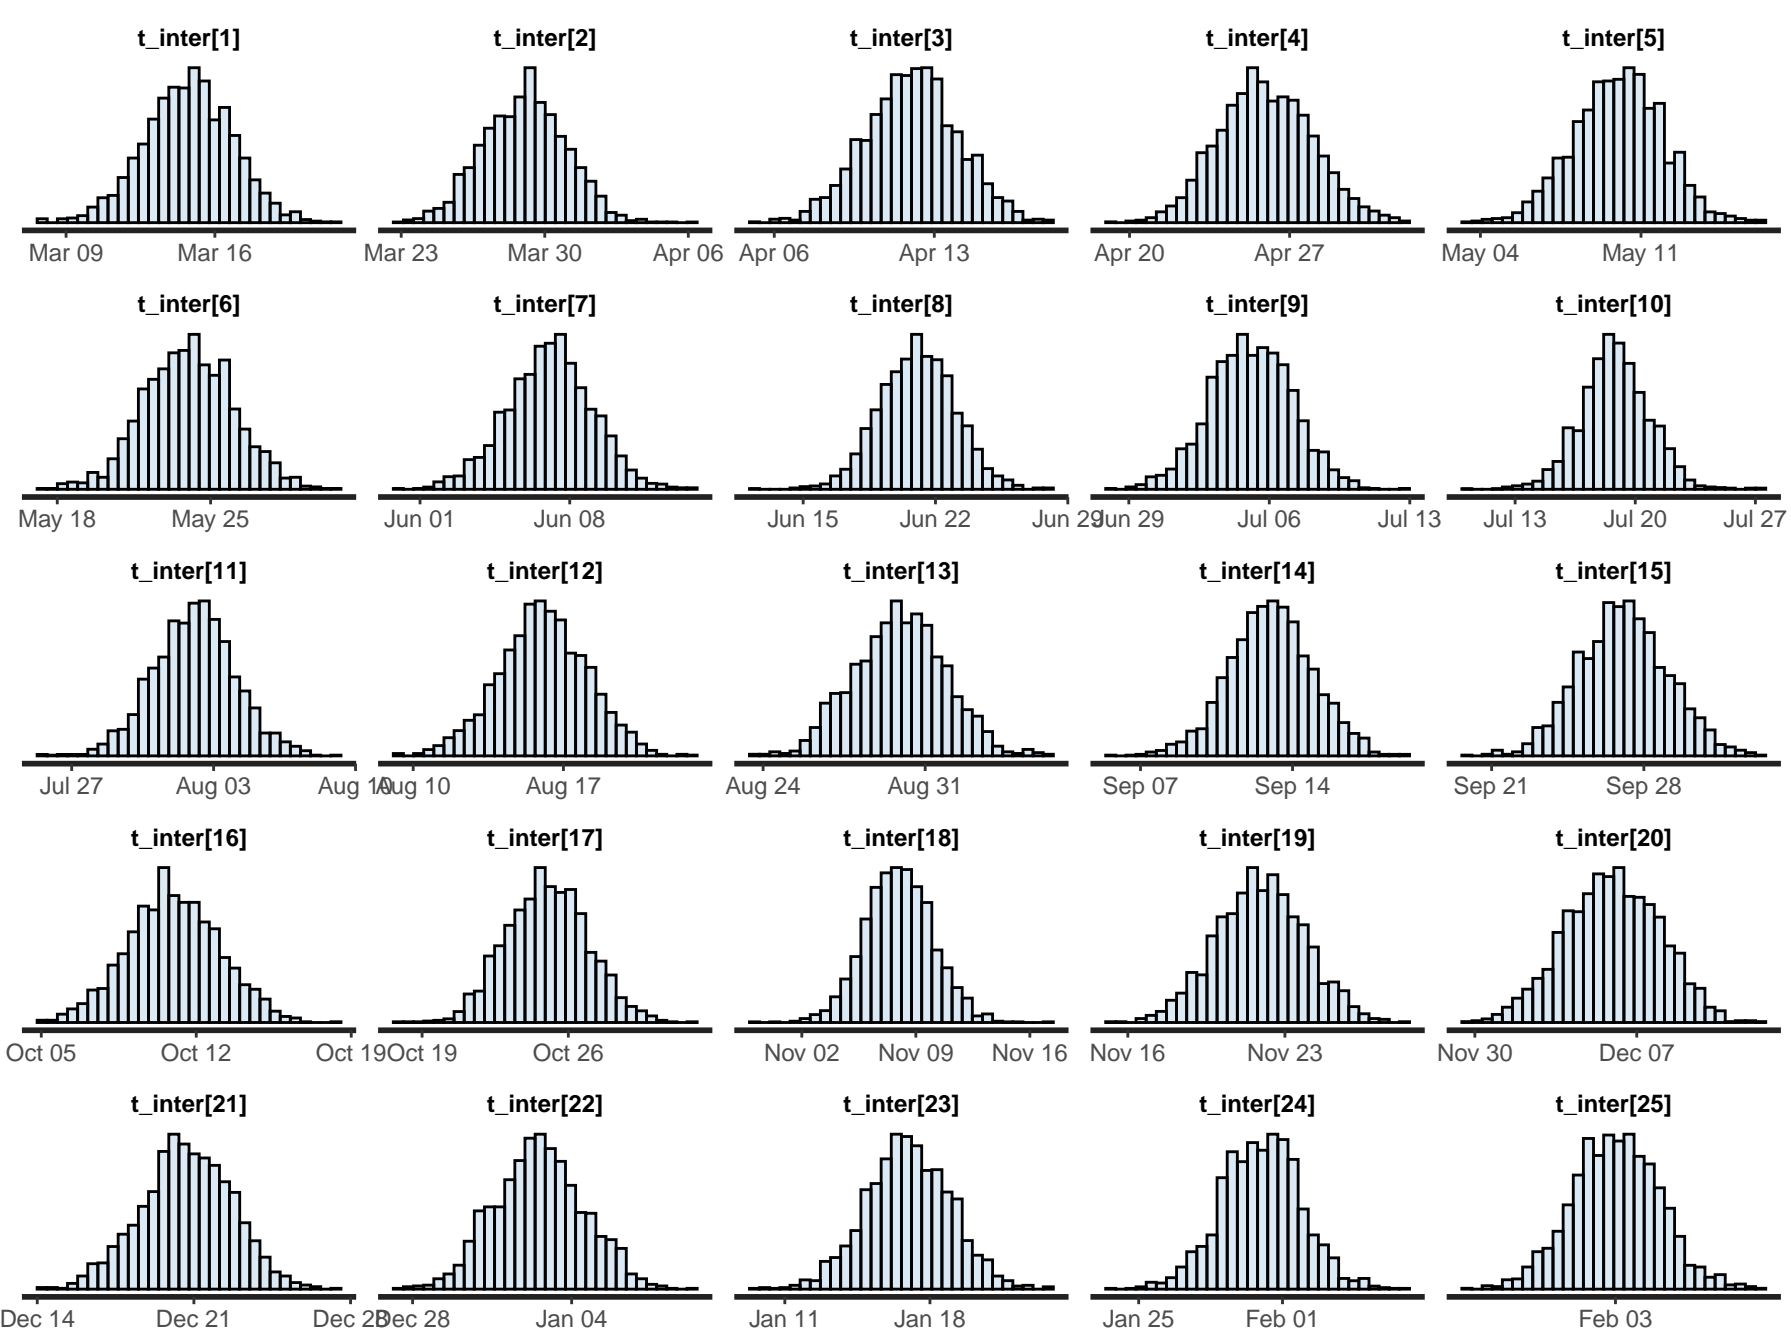 t_inter[1] t_inter[2] t_inter[3] t_inter[4] t_inter[5]
Mar 09 Mar 16 Mar 23 Mar 30 Apr 06 Apr 06 Apr 13 Apr 20 Apr 27 May 04 May 11
t_inter[6] t_inter[7] t_inter[8] t_inter[9] t_inter[10]
May 18 May 25 Jun 01 Jun 08 Jun 15 Jun 22 Jun 29 Jun 29 Jul 06 Jul 13 Jul 13 Jul 20 Jul 27
t_inter[11] t_inter[12] t_inter[13] t_inter[14] t_inter[15]
Jul 27 Aug 03 Aug 10 Aug 10 Aug 17 Aug 24 Aug 31 Sep 07 Sep 14 Sep 21 Sep 28
t_inter[16] t_inter[17] t_inter[18] t_inter[19] t_inter[20]
Oct 05 Oct 12 Oct 19 Oct 19 Oct 26 Nov 02 Nov 09 Nov 16 Nov 16 Nov 23 Nov 30 Dec 07
t_inter[21] t_inter[22] t_inter[23] t_inter[24] t_inter[25]
Dec 14 Dec 21 Dec 28 Dec 28 Jan 04 Jan 11 Jan 18 Jan 25 Feb 01 Feb 03